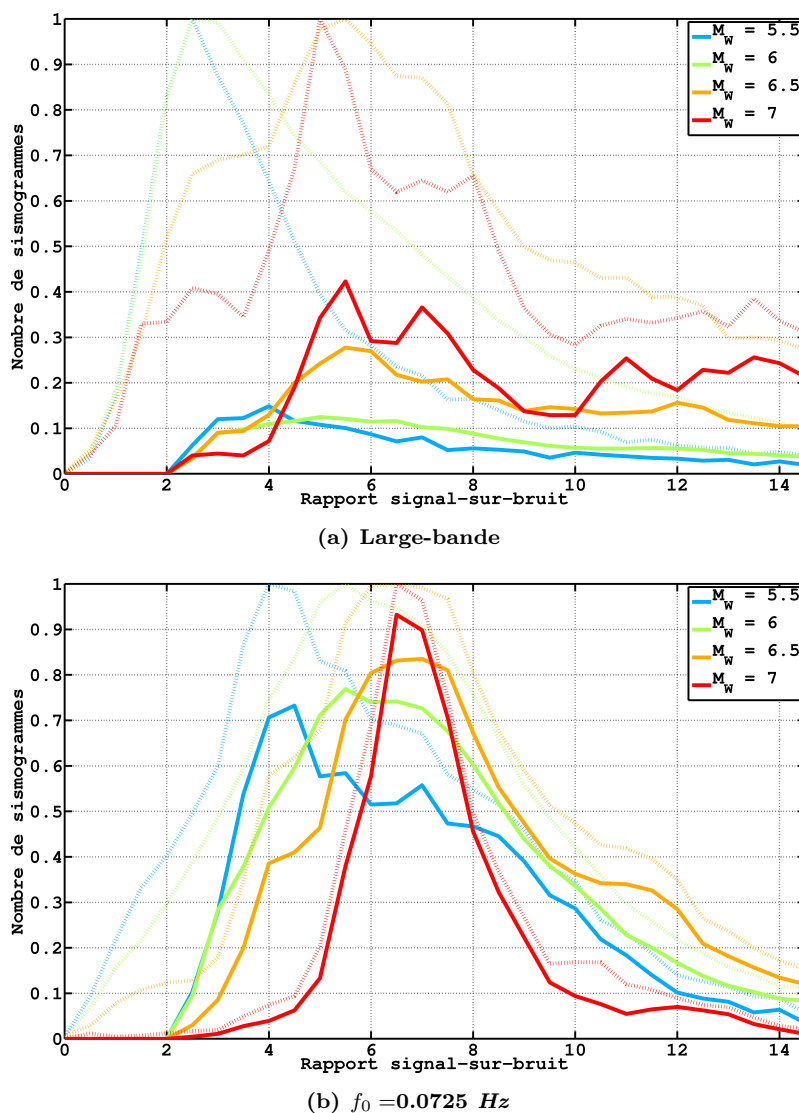 Nombre de sismogrammes
1
0.9
0.8
0.7
0.6
0.5
0.4
0.3
0.2
0.1
0
0 2 4 6 8 10 12 14
Rapport signal-sur-bruit
M_W = 5.5
M_W = 6
M_W = 6.5
M_W = 7
(a) Large-bande
Nombre de sismogrammes
1
0.9
0.8
0.7
0.6
0.5
0.4
0.3
0.2
0.1
0
0 2 4 6 8 10 12 14
Rapport signal-sur-bruit
M_W = 5.5
M_W = 6
M_W = 6.5
M_W = 7
(b) f_0 =0.0725 Hz